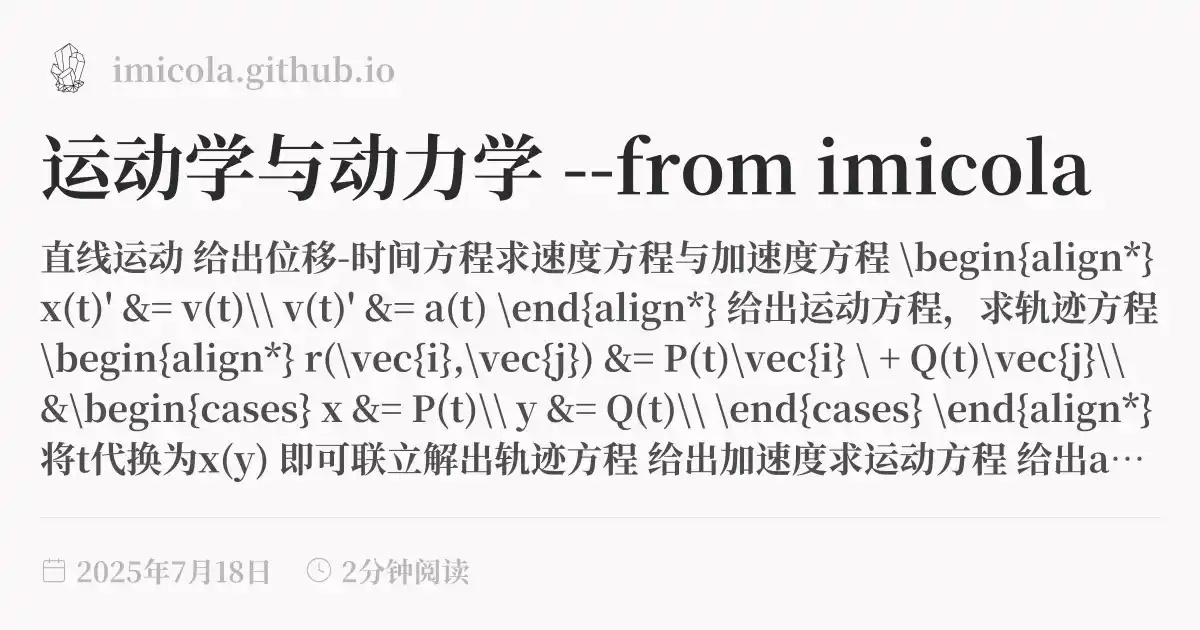 imicola.github.io
运动学与动力学 --from imicola
直线运动 给出位移-时间方程求速度方程与加速度方程 \begin{align*}
x(t)' &= v(t)\\ v(t)' &= a(t) \end{align*} 给出运动方程，求轨迹方程
\begin{align*} r(\vec{i},\vec{j}) &= P(t)\vec{i} \ + Q(t)\vec{j}\\
&\begin{cases} x &= P(t)\\ y &= Q(t)\\ \end{cases} \end{align*}
将t代换为x(y) 即可联立解出轨迹方程 给出加速度求运动方程 给出a…
2025年7月18日 2分钟阅读